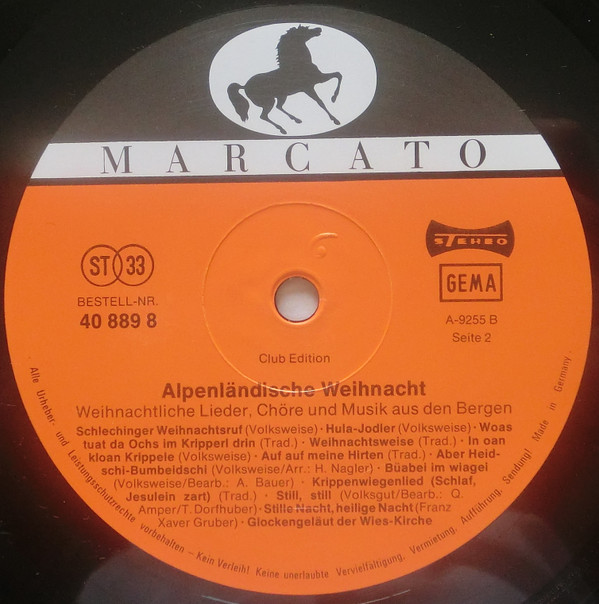 MARCATO
ST 33
STEREO
BESTELL-NR.
40 889 8
GEMA
A-9255 B
Seite 2
Club Edition
Alpenländische Weihnacht
Weihnachtliche Lieder, Chöre und Musik aus den Bergen
Schlechinger Weihnachtsruf (Volksweise) · Hula-Jodler (Volksweise) · Woas
tuat da Ochs im Kripperl drin (Trad.) · Weihnachtsweise (Trad.) · In oan
kloan Krippele (Volksweise) · Auf auf meine Hirten (Trad.) · Aber Heid-
schi-Bumbeldschi (Volksweise/Arr.: H. Nagler) · Büabei im wiagei
(Volksweise/Bearb.: A. Bauer) · Krippenwiegenlied (Schlaf,
Jesulein zart) (Trad.) · Still, still (Volksgut/Bearb.: Q.
Amper/T. Dorfhuber) · Stille Nacht, heilige Nacht (Franz
Xaver Gruber) · Glockengeläut der Wies-Kirche
Alle Urheber- und Leistungsschutzrechte vorbehalten – Kein Verleih! Keine unerlaubte Vervielfältigung, Vermietung, Aufführung, Sendung! Made in Germany